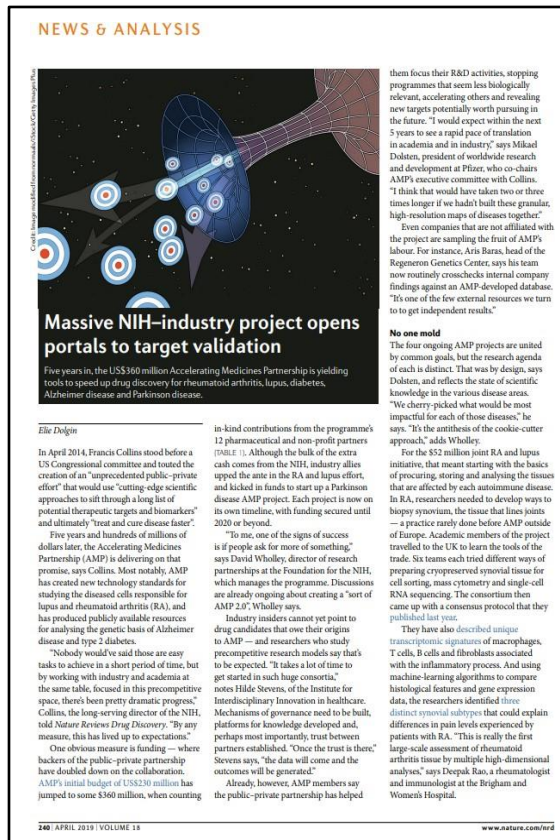 NEWS & ANALYSIS
Credit: Image modified from normaals/iStock/Getty Images Plus
Massive NIH–industry project opens
portals to target validation
Five years in, the US$360 million Accelerating Medicines Partnership is yielding
tools to speed up drug discovery for rheumatoid arthritis, lupus, diabetes,
Alzheimer disease and Parkinson disease.
Elie Dolgin
In April 2014, Francis Collins stood before a
US Congressional committee and touted the
creation of an “unprecedented public–private
effort” that would use “cutting-edge scientific
approaches to sift through a long list of
potential therapeutic targets and biomarkers”
and ultimately “treat and cure disease faster”.
Five years and hundreds of millions of
dollars later, the Accelerating Medicines
Partnership (AMP) is delivering on that
promise, says Collins. Most notably, AMP
has created new technology standards for
studying the diseased cells responsible for
lupus and rheumatoid arthritis (RA), and
has produced publicly available resources
for analysing the genetic basis of Alzheimer
disease and type 2 diabetes.
“Nobody would’ve said those are easy
tasks to achieve in a short period of time, but
by working with industry and academia at
the same table, focused in this precompetitive
space, there’s been pretty dramatic progress,”
Collins, the long-serving director of the NIH,
told Nature Reviews Drug Discovery. “By any
measure, this has lived up to expectations.”
One obvious measure is funding — where
backers of the public–private partnership
have doubled down on the collaboration.
AMP’s initial budget of US$230 million has
jumped to some $360 million, when counting
in-kind contributions from the programme’s
12 pharmaceutical and non-profit partners
(TABLE 1). Although the bulk of the extra
cash comes from the NIH, industry allies
upped the ante in the RA and lupus effort,
and kicked in funds to start up a Parkinson
disease AMP project. Each project is now on
its own timeline, with funding secured until
2020 or beyond.
“To me, one of the signs of success
is if people ask for more of something,”
says David Wholley, director of research
partnerships at the Foundation for the NIH,
which manages the programme. Discussions
are already ongoing about creating a “sort of
AMP 2.0”, Wholley says.
Industry insiders cannot yet point to
drug candidates that owe their origins
to AMP — and researchers who study
precompetitive research models say that’s
to be expected. “It takes a lot of time to
get started in such huge consortia,”
notes Hilde Stevens, of the Institute for
Interdisciplinary Innovation in healthcare.
Mechanisms of governance need to be built,
platforms for knowledge developed and,
perhaps most importantly, trust between
partners established. “Once the trust is there,”
Stevens says, “the data will come and the
outcomes will be generated.”
Already, however, AMP members say
the public–private partnership has helped
them focus their R&D activities, stopping
programmes that seem less biologically
relevant, accelerating others and revealing
new targets potentially worth pursuing in
the future. “I would expect within the next
5 years to see a rapid pace of translation
in academia and in industry,” says Mikael
Dolsten, president of worldwide research
and development at Pfizer, who co-chairs
AMP’s executive committee with Collins.
“I think that would have taken two or three
times longer if we hadn’t built these granular,
high-resolution maps of diseases together.”
Even companies that are not affiliated with
the project are sampling the fruit of AMP’s
labour. For instance, Aris Baras, head of the
Regeneron Genetics Center, says his team
now routinely crosschecks internal company
findings against an AMP-developed database.
“It’s one of the few external resources we turn
to to get independent results.”
No one mold
The four ongoing AMP projects are united
by common goals, but the research agenda
of each is distinct. That was by design, says
Dolsten, and reflects the state of scientific
knowledge in the various disease areas.
“We cherry-picked what would be most
impactful for each of those diseases,” he
says. “It’s the antithesis of the cookie-cutter
approach,” adds Wholley.
For the $52 million joint RA and lupus
initiative, that meant starting with the basics
of procuring, storing and analysing the tissues
that are affected by each autoimmune disease.
In RA, researchers needed to develop ways to
biopsy synovium, the tissue that lines joints
— a practice rarely done before AMP outside
of Europe. Academic members of the project
travelled to the UK to learn the tools of the
trade. Six teams each tried different ways of
preparing cryopreserved synovial tissue for
cell sorting, mass cytometry and single-cell
RNA sequencing. The consortium then
came up with a consensus protocol that they
published last year.
They have also described unique
transcriptomic signatures of macrophages,
T cells, B cells and fibroblasts associated
with the inflammatory process. And using
machine-learning algorithms to compare
histological features and gene expression
data, the researchers identified three
distinct synovial subtypes that could explain
differences in pain levels experienced by
patients with RA. “This is really the first
large-scale assessment of rheumatoid
arthritis tissue by multiple high-dimensional
analyses,” says Deepak Rao, a rheumatologist
and immunologist at the Brigham and
Women’s Hospital.
240 | APRIL 2019 | VOLUME 18
www.nature.com/nrd